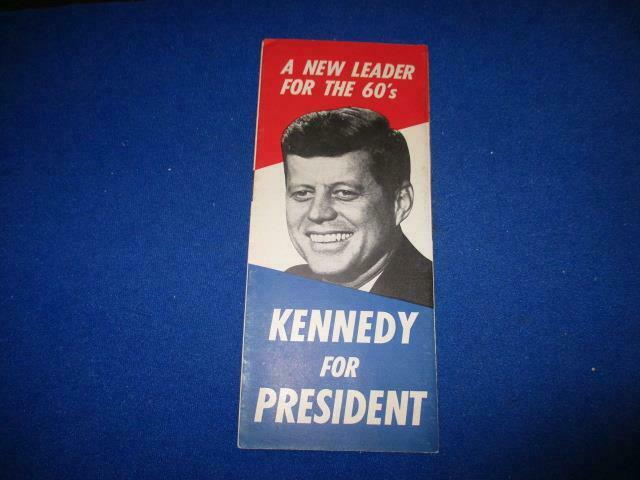 A NEW LEADER
FOR THE 60's
KENNEDY
FOR
PRESIDENT